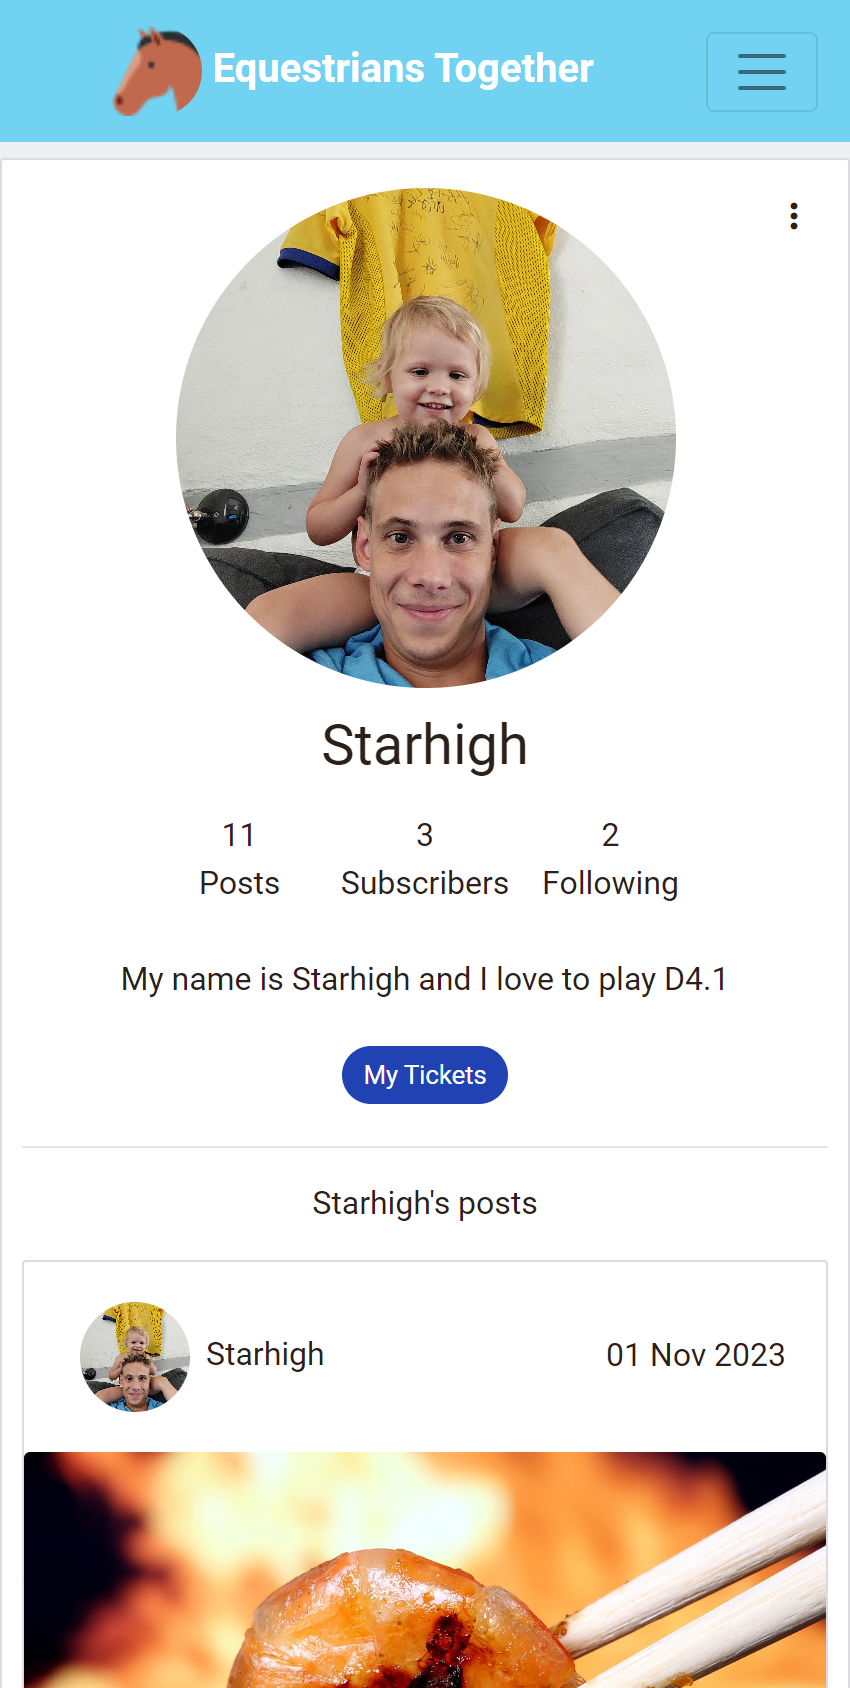 Equestrians Together
Starhigh
11 3 2
Posts Subscribers Following
My name is Starhigh and I love to play D4.1
My Tickets
Starhigh's posts
Starhigh 01 Nov 2023